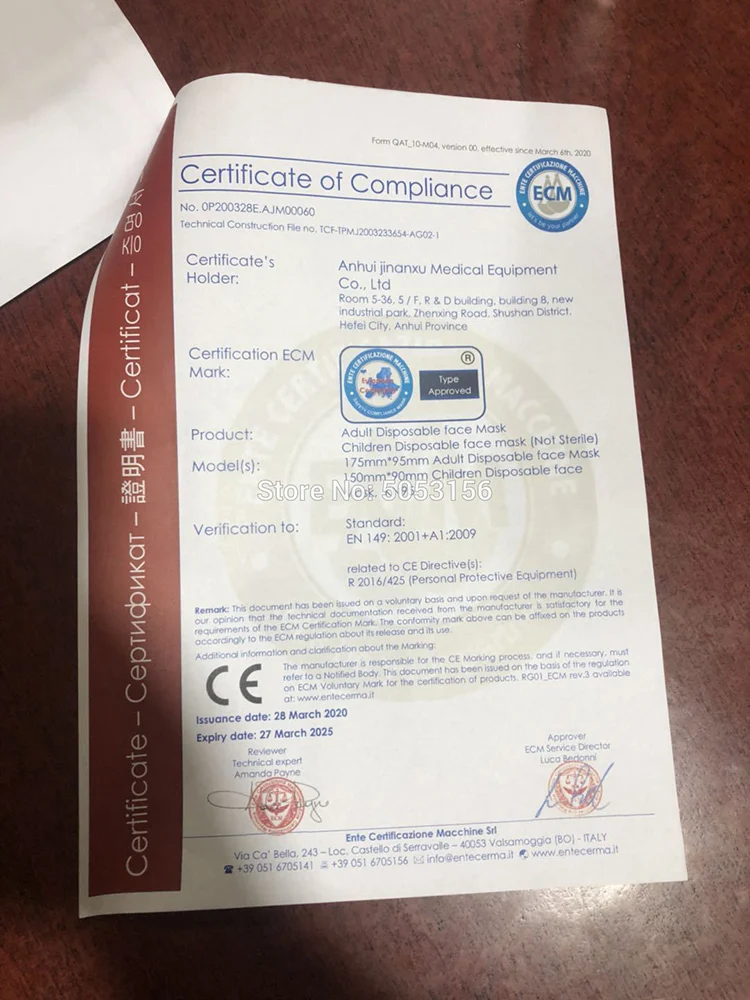 Form QAT_10-M04, version 00, effective since March 6th, 2020
Certificate of Compliance
ENTE CERTIFICAZIONE MACCHINE
ECM
let's be your partner
No. 0P200328E.AJM00060
Technical Construction File no. TCF-TPMJ2003233654-AG02-1
Certificate's Holder:
Anhui jinanxu Medical Equipment
Co., Ltd
Room 5-36, 5 / F, R & D building, building B, new
industrial park, Zhenxing Road, Shushan District,
Hefei City, Anhui Province
Certification ECM
Mark:
ENTE CERTIFICAZIONE MACCHINE
®
Type
Approved
Product:
Adult Disposable face Mask
Children Disposable face mask (Not Sterile)
Model(s):
175mm*95mm Adult Disposable face Mask
150mm*90mm Children Disposable face
Store No: 5053156
Verification to:
Standard:
EN 149: 2001+A1:2009
related to CE Directive(s):
R 2016/425 (Personal Protective Equipment)
Remark: This document has been issued on a voluntary basis and upon request of the manufacturer. It is
our opinion that the technical documentation received from the manufacturer is satisfactory for the
requirements of the ECM Certification Mark. The conformity mark above can be affixed on the products
accordingly to the ECM regulation about its release and its use.
Additional information and clarification about the Marking:
CE
The manufacturer is responsible for the CE Marking process, and if necessary, must
refer to a Notified Body. This document has been issued on the basis of the regulation
on ECM Voluntary Mark for the certification of products. RG01_ECM rev.3 available
at: www.entecerma.it
Issuance date: 28 March 2020
Expiry date: 27 March 2025
Reviewer
Technical expert
Amanda Payne
Approver
ECM Service Director
Luca Bedonni
Ente Certificazione Macchine Srl
Via Ca' Bella, 243 – Loc. Castello di Serravalle – 40053 Valsamoggia (BO) - ITALY
+39 051 6705141 +39 051 6705156 info@entecerma.it www.entecerma.it
Certificate – Сертификат – 證明書 – Certificat – 증명서